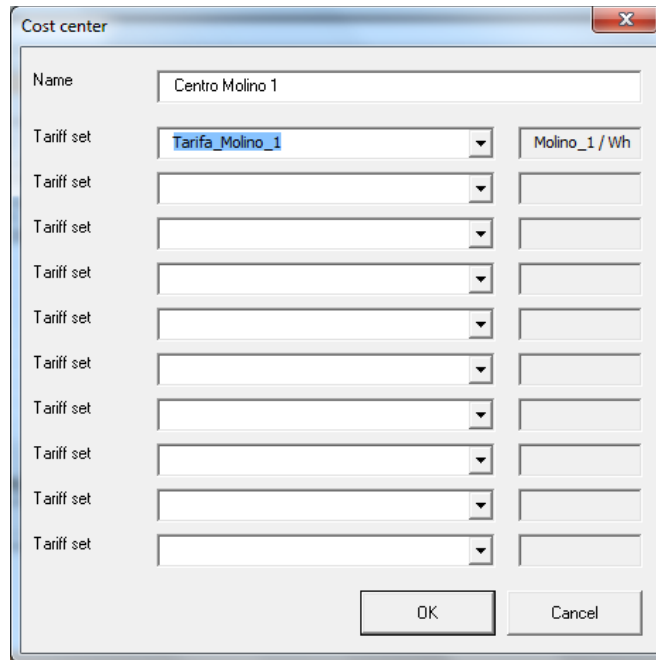 Cost center
Name Centro Molino 1
Tariff set Tarifa_Molino_1 Molino_1 / Wh
Tariff set
Tariff set
Tariff set
Tariff set
Tariff set
Tariff set
Tariff set
Tariff set
Tariff set
OK Cancel